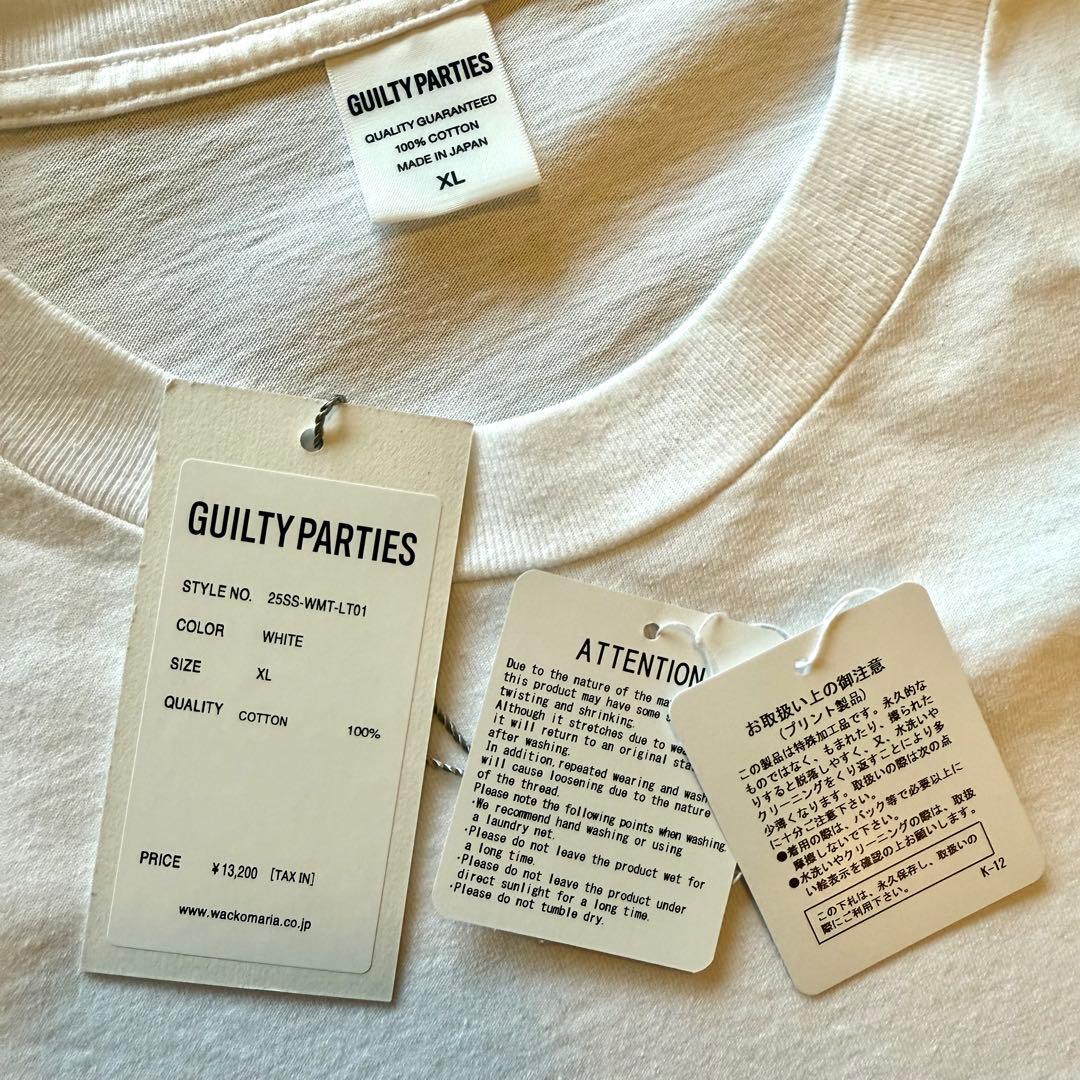 GUILTY PARTIES
QUALITY GUARANTEED
100% COTTON
MADE IN JAPAN
XL
GUILTY PARTIES
STYLE NO. 25SS-WMT-LT01
COLOR WHITE
SIZE XL
QUALITY COTTON 100%
PRICE ¥13,200 [TAX IN]
www.wackomaria.co.jp
ATTENTION
Due to the nature of the
this product may have some
twisting and shrinking.
Although it stretches due to
it will return to an original
after washing.
In addition, repeated wearing and
will cause loosening due to the nature
of the thread.
Please note the following points when washing.
・We recommend hand washing or using
a laundry net.
・Please do not leave the product wet for
a long time.
・Please do not leave the product under
direct sunlight for a long time.
・Please do not tumble dry.
お取扱い上の御注意
(プリント製品)
この製品は特殊加工品です。永久的な
ものではなく、もまれたり、擦られた
りすると脱落しやすく、又、水洗いや
クリーニングをくり返すことにより多
少薄くなります。取扱いの際は次の点
に十分ご注意下さい。
●着用の際は、バック等で必要以上に
摩擦しないで下さい。
●水洗いやクリーニングの際は、取扱
い絵表示を確認の上お願いします。
この下札は、永久保存し、取扱いの
際にご利用下さい。
K-12